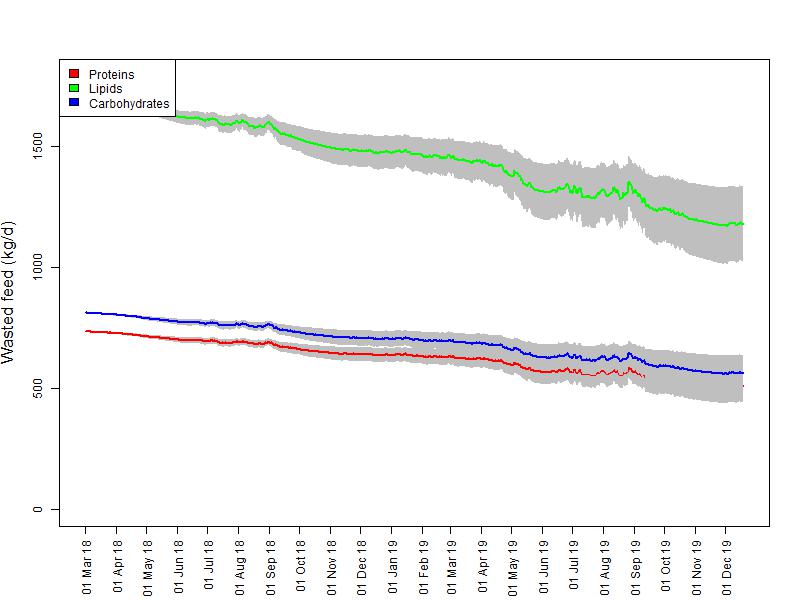 Proteins
Lipids
Carbohydrates
Wasted feed (kg/d)
1500
1000
500
0
01 Mar 18
01 Apr 18
01 May 18
01 Jun 18
01 Jul 18
01 Aug 18
01 Sep 18
01 Oct 18
01 Nov 18
01 Dec 18
01 Jan 19
01 Feb 19
01 Mar 19
01 Apr 19
01 May 19
01 Jun 19
01 Jul 19
01 Aug 19
01 Sep 19
01 Oct 19
01 Nov 19
01 Dec 19